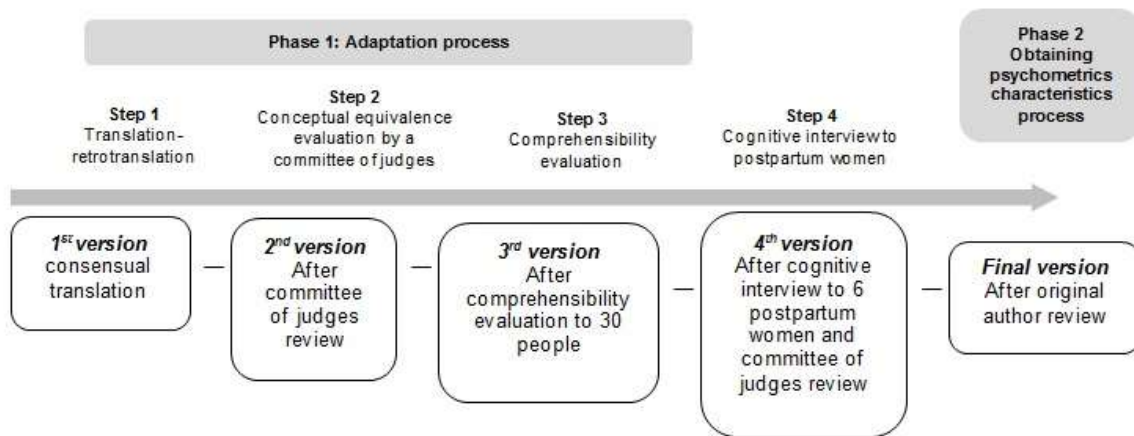 Phase 1: Adaptation process
Phase 2
Obtaining
psychometrics
characteristics
process
Step 1
Translation-
retrotranslation
Step 2
Conceptual equivalence
evaluation by a
committee of judges
Step 3
Comprehensibility
evaluation
Step 4
Cognitive interview to
postpartum women
1st version
consensual
translation
2nd version
After
committee
of judges
review
3rd version
After
comprehensibility
evaluation to 30
people
4th version
After cognitive
interview to 6
postpartum
women and
committee of
judges review
Final version
After original
author review